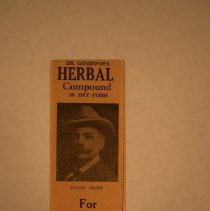 DR. GOODWIN'S
HERBAL
Compound
IN DRY FORM
TRADE MARK
For